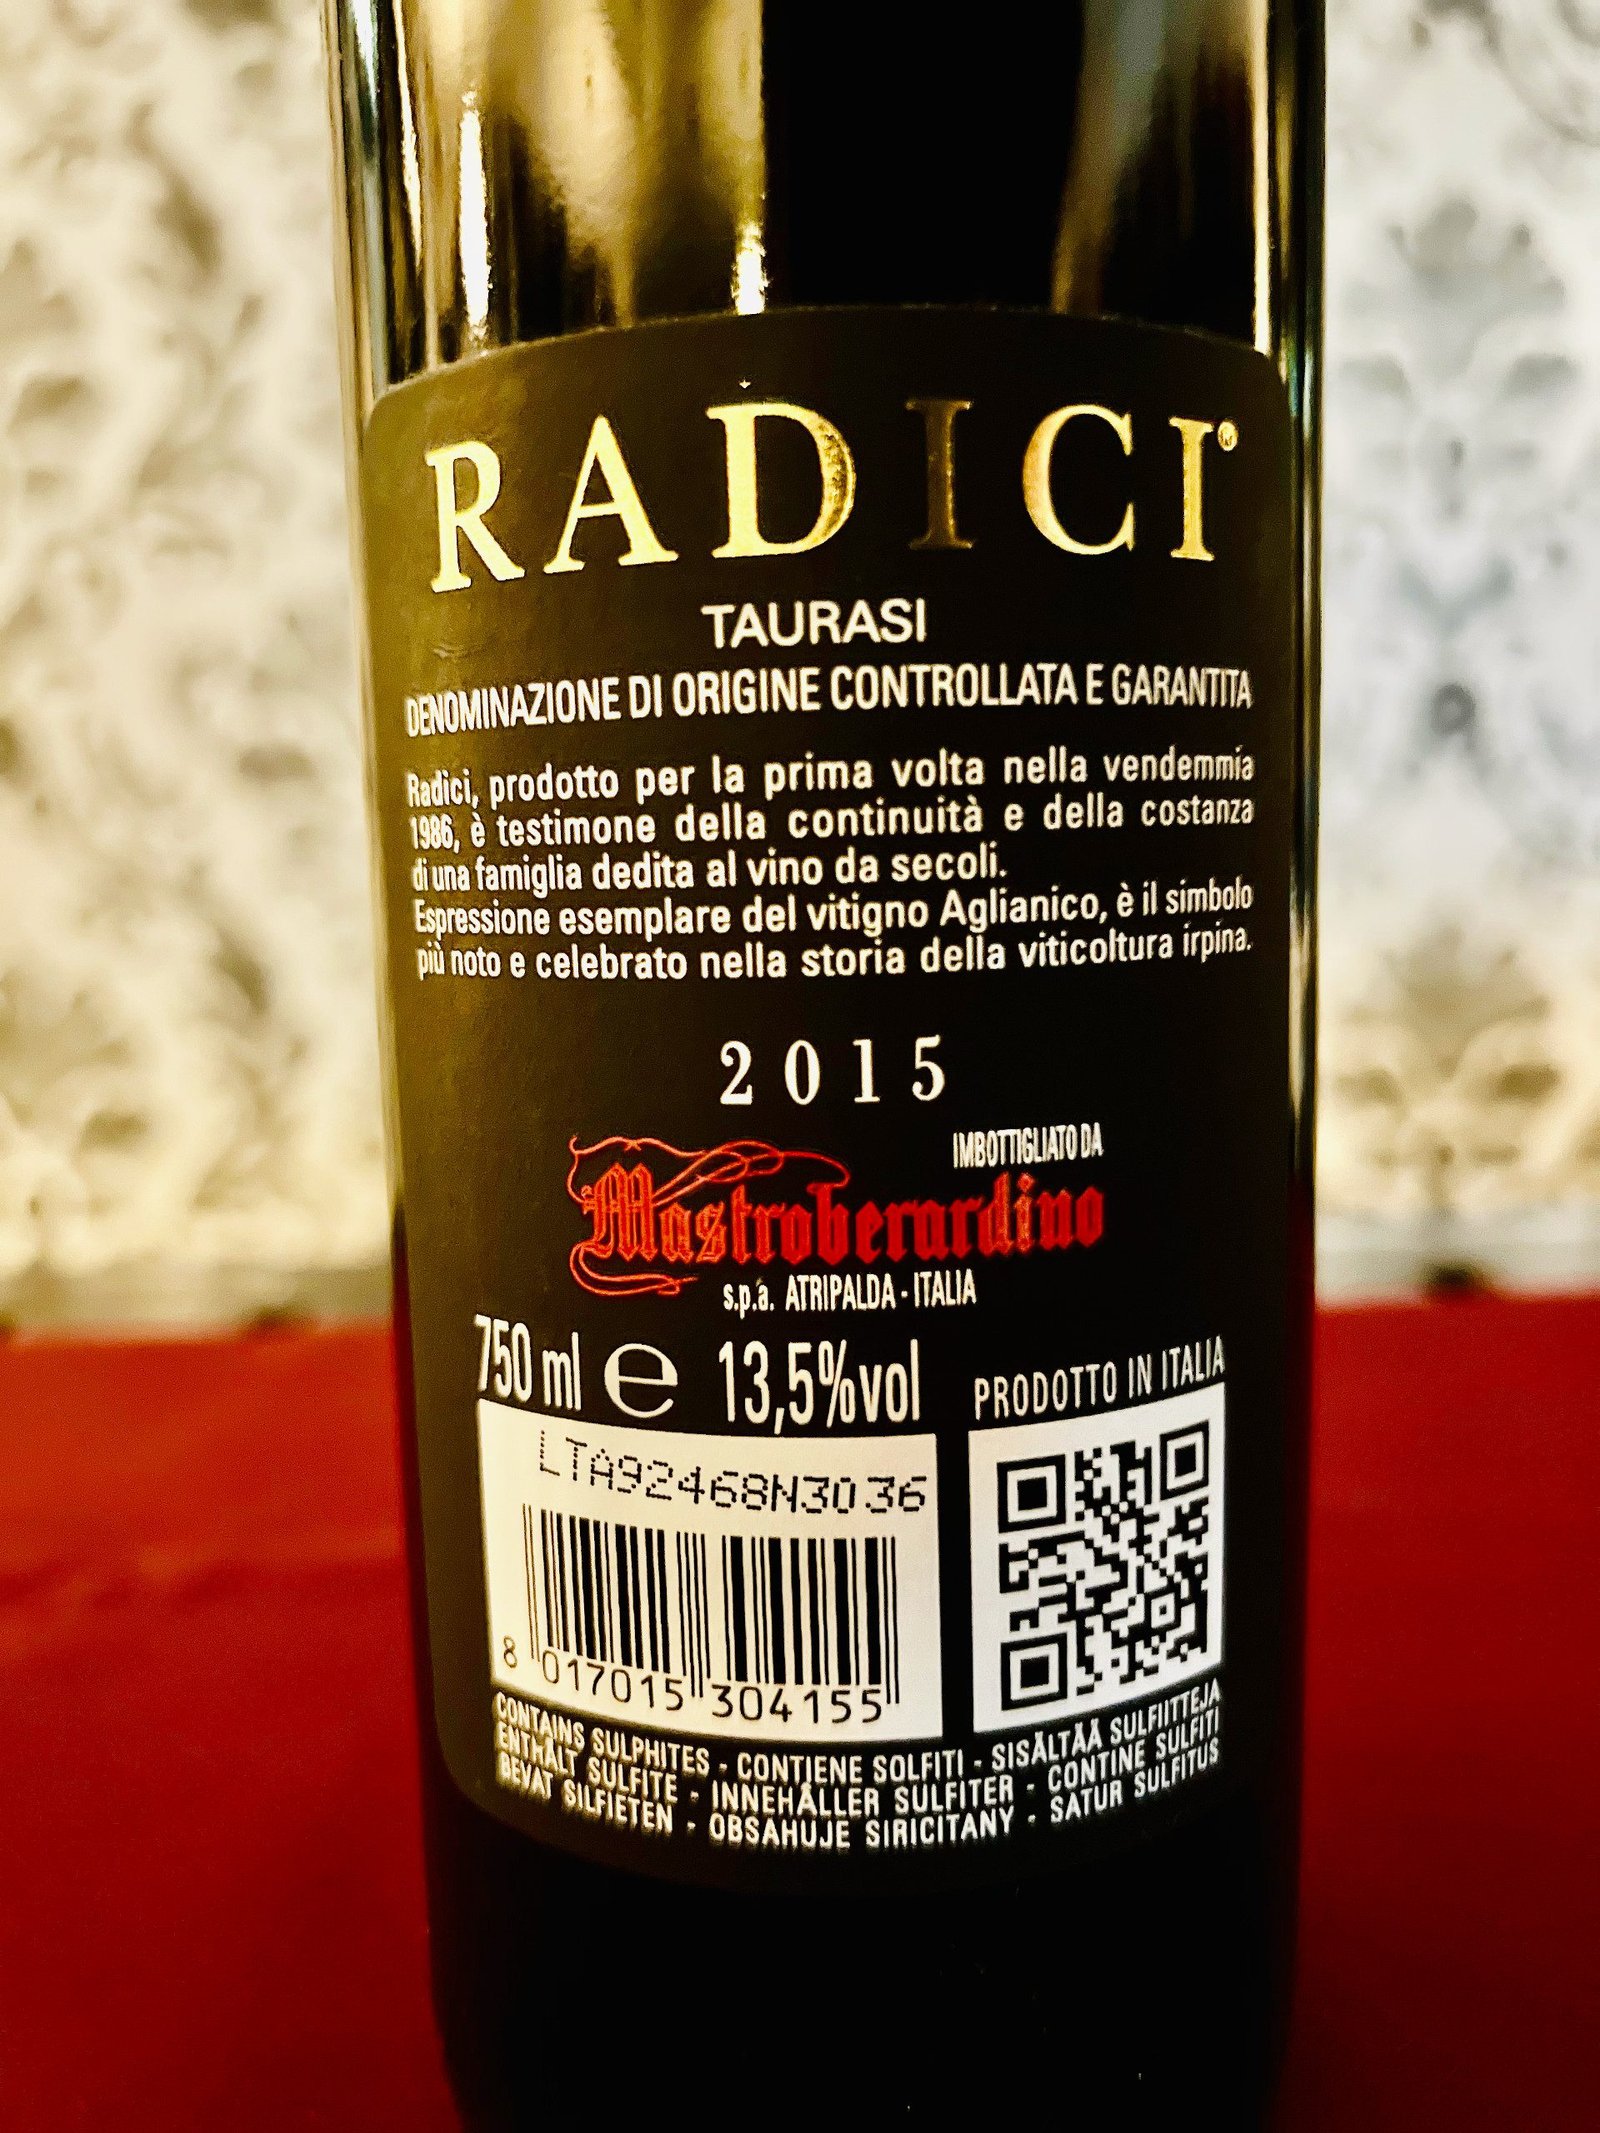 RADICI®
TAURASI
DENOMINAZIONE DI ORIGINE CONTROLLATA E GARANTITA
Radici, prodotto per la prima volta nella vendemmia
1986, è testimone della continuità e della costanza
di una famiglia dedita al vino da secoli.
Espressione esemplare del vitigno Aglianico, è il simbolo
più noto e celebrato nella storia della viticoltura irpina.
2015
IMBOTTIGLIATO DA
Mastroberardino
s.p.a. ATRIPALDA - ITALIA
750 ml e 13,5%vol
PRODOTTO IN ITALIA
LTA92468N3036
8 017015 304155
CONTAINS SULPHITES - CONTIENE SOLFITI - SISÄLTÄÄ SULFIITTEJA
ENTHÄLT SULFITE - INNEHÅLLER SULFITER - CONTINE SULFITI
BEVAT SILFIETEN - OBSAHUJE SIRICITANY - SATUR SULFITUS